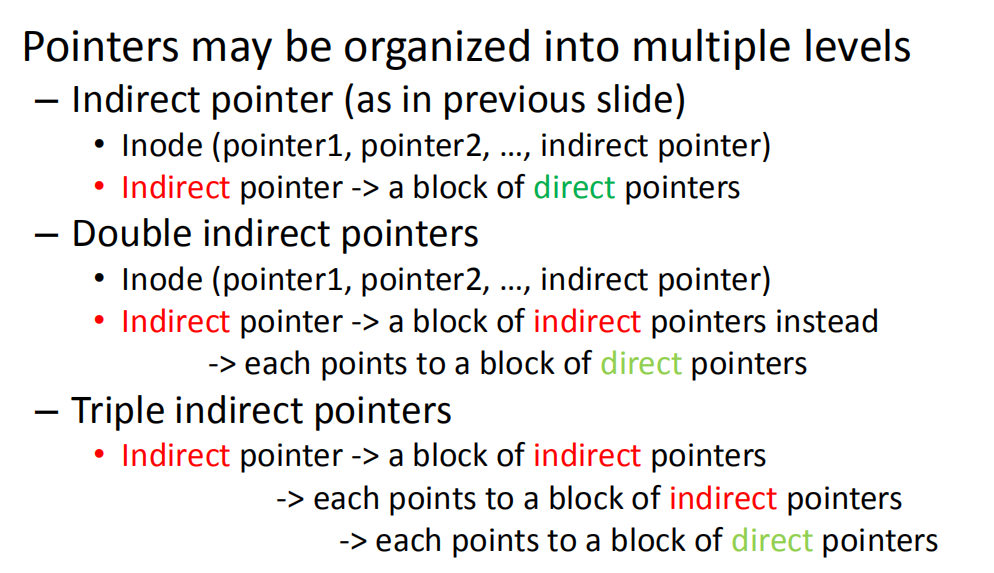 Pointers may be organized into multiple levels
– Indirect pointer (as in previous slide)
• Inode (pointer1, pointer2, …, indirect pointer)
• Indirect pointer -> a block of direct pointers
– Double indirect pointers
• Inode (pointer1, pointer2, …, indirect pointer)
• Indirect pointer -> a block of indirect pointers instead
-> each points to a block of direct pointers
– Triple indirect pointers
• Indirect pointer -> a block of indirect pointers
-> each points to a block of indirect pointers
-> each points to a block of direct pointers